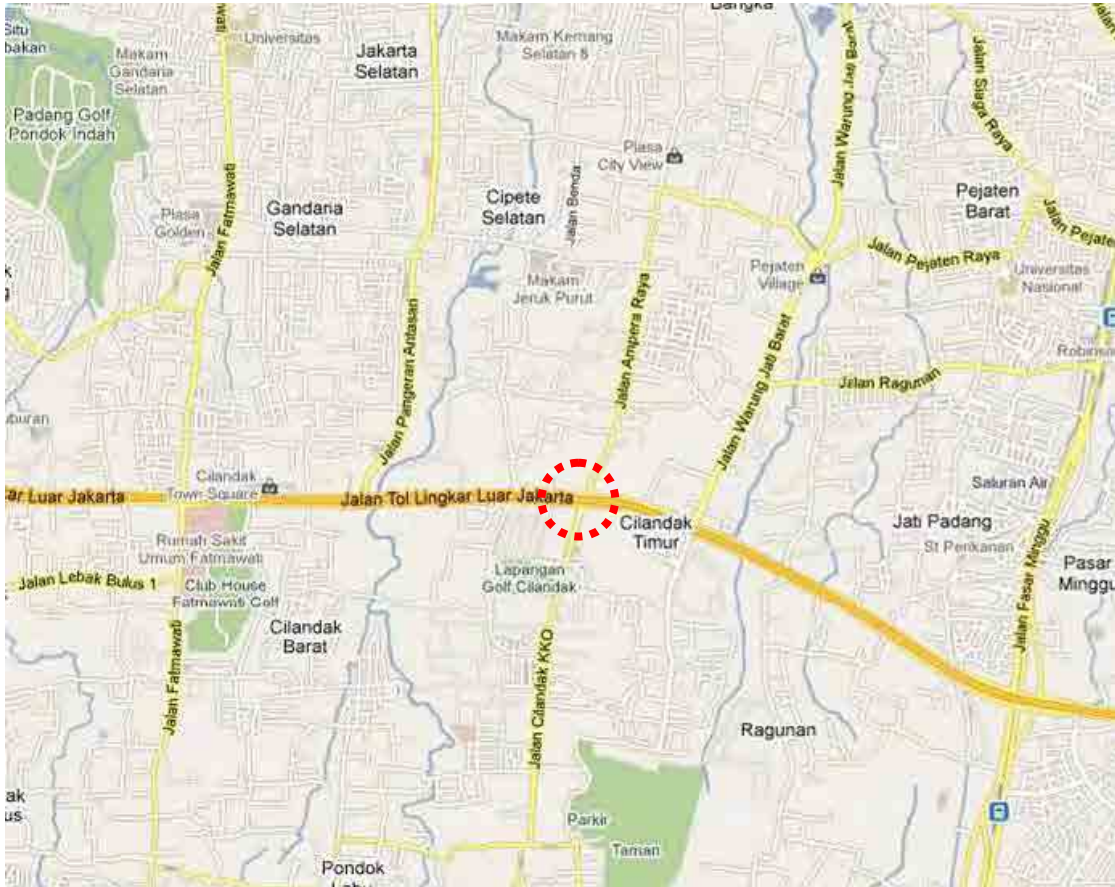 Situ
bakan
Makam
Gandaria
Selatan
Universitas
Jakarta
Selatan
Makam Kemang
Selatan 8
Bangka
Jalan Warung Jati Barat
Jalan Siaga Raya
Padang Golf
Pondok Indah
Jalan Fatmawati
Plasa
Golden
Gandaria
Selatan
Cipete
Selatan
Jalan Benda
Plasa
City View
Pejaten
Barat
Jalan Pejaten
Jalan Pejaten Raya
Universitas
Nasional
Pejaten
Village
Makam
Jeruk Purut
Jalan Ampera Raya
Jalan Pangeran Antasari
Jalan Warung Jati Barat
Jalan Ragunan
Robinson
buran
Cilandak
Town Square
ar Luar Jakarta
Jalan Tol Lingkar Luar Jakarta
Cilandak
Timur
Saluran Air
Jati Padang
St Perikanan
Pasar
Minggu
Jalan Pasar Minggu
Rumah Sakit
Umum Fatmawati
Jalan Lebak Bulus 1
Club House
Fatmawati Golf
Lapangan
Golf Cilandak
Cilandak
Barat
Jalan Fatmawati
Jalan Cilandak KKO
Ragunan
ak
us
Parkir
Taman
Pondok